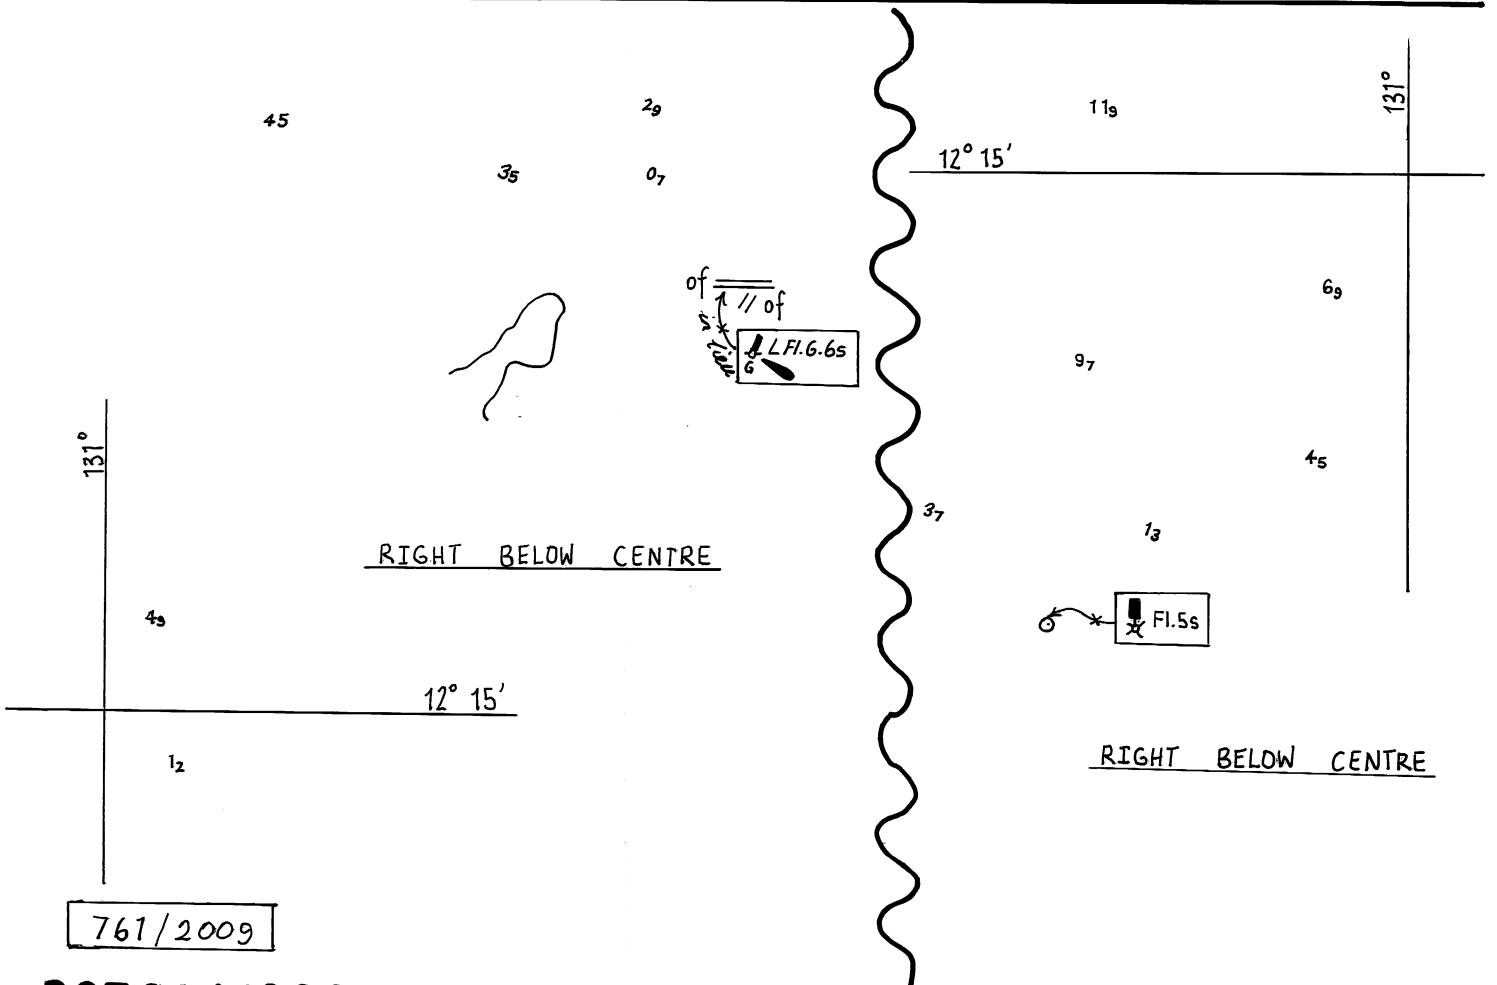 45
2₉
3₅
0₇
of
// of
in lieu
L Fl.G.6s
G
131°
RIGHT BELOW CENTRE
4₉
12° 15'
1₂
761/2009
11₉
131°
12° 15'
6₉
9₇
4₅
3₇
1₃
Fl.5s
RIGHT BELOW CENTRE